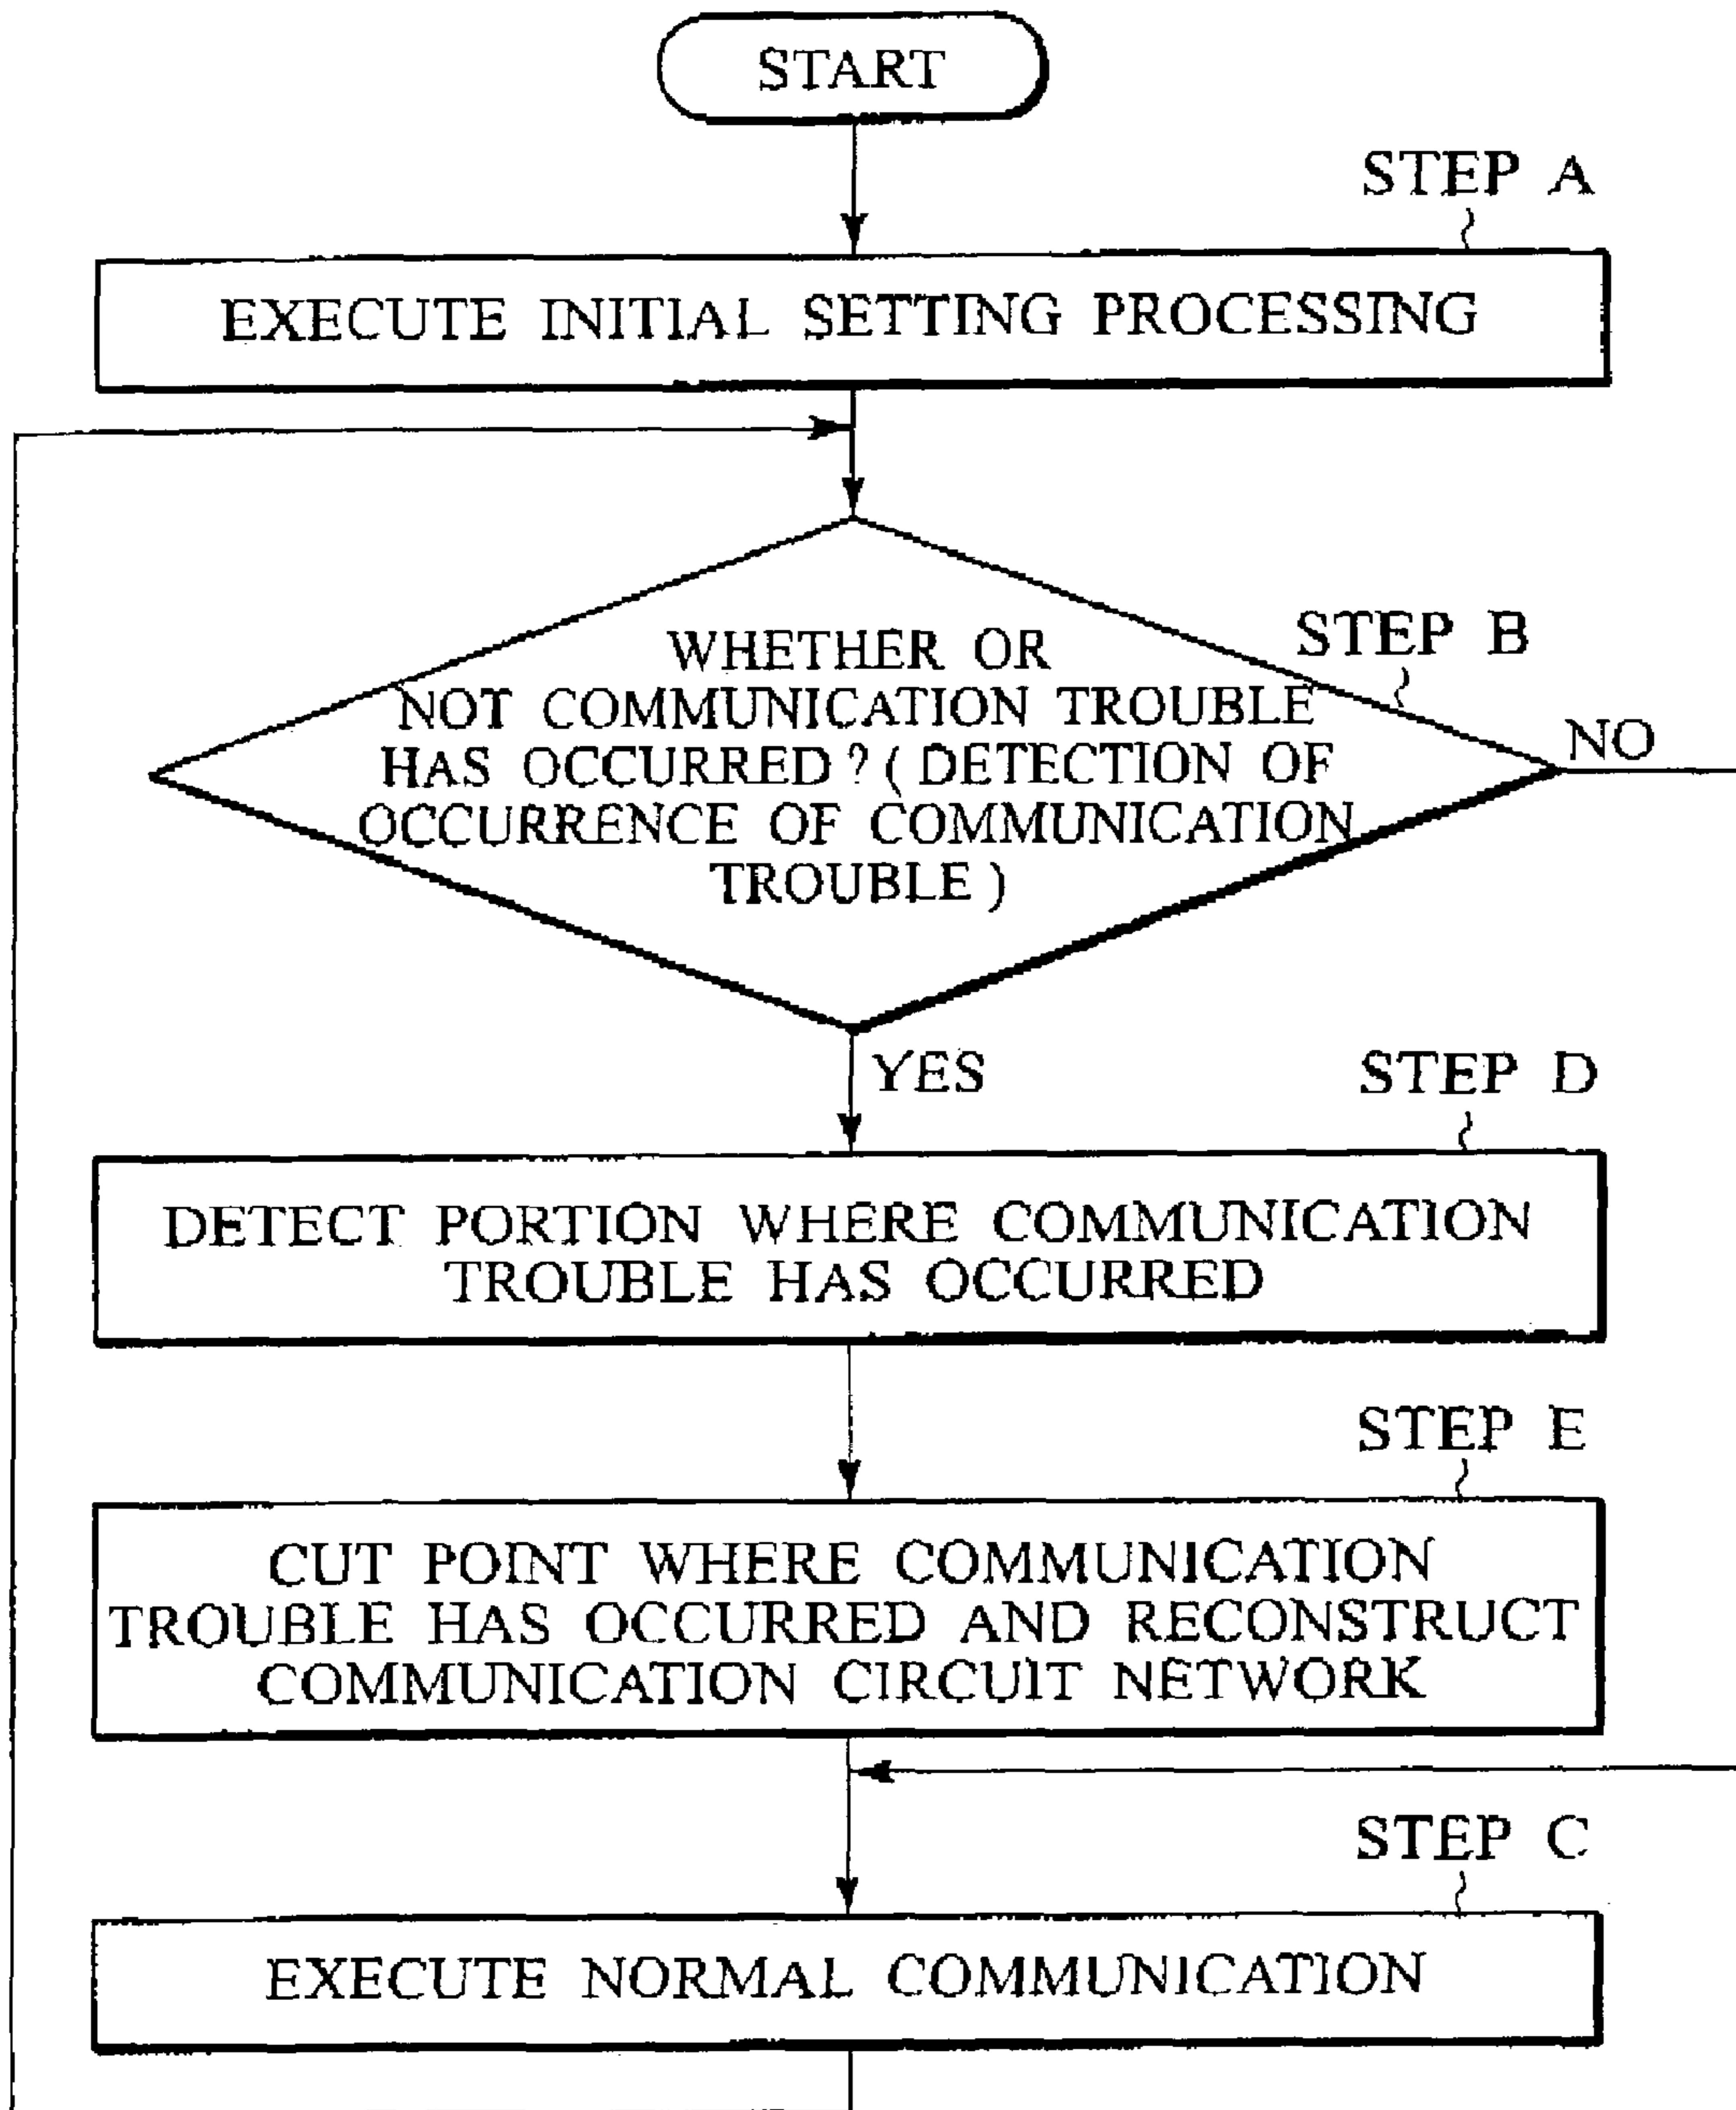 START
STEP A
EXECUTE INITIAL SETTING PROCESSING
STEP B
WHETHER OR
NOT COMMUNICATION TROUBLE
HAS OCCURRED ? ( DETECTION OF
OCCURRENCE OF COMMUNICATION
TROUBLE )
NO
YES
STEP D
DETECT PORTION WHERE COMMUNICATION
TROUBLE HAS OCCURRED
STEP E
CUT POINT WHERE COMMUNICATION
TROUBLE HAS OCCURRED AND RECONSTRUCT
COMMUNICATION CIRCUIT NETWORK
STEP C
EXECUTE NORMAL COMMUNICATION